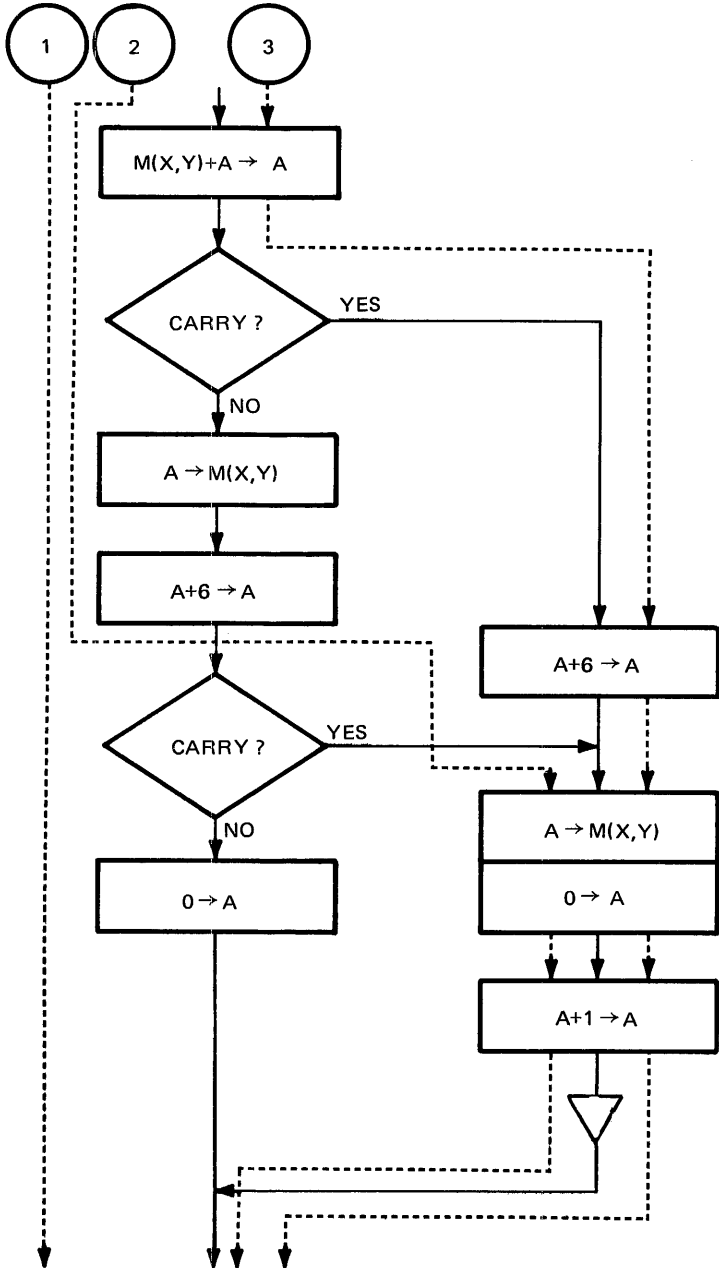 1 2 3
M(X,Y)+A → A
CARRY ?
YES
NO
A → M(X,Y)
A+6 → A
A+6 → A
CARRY ?
YES
NO
A → M(X,Y)
0 → A
0 → A
A+1 → A